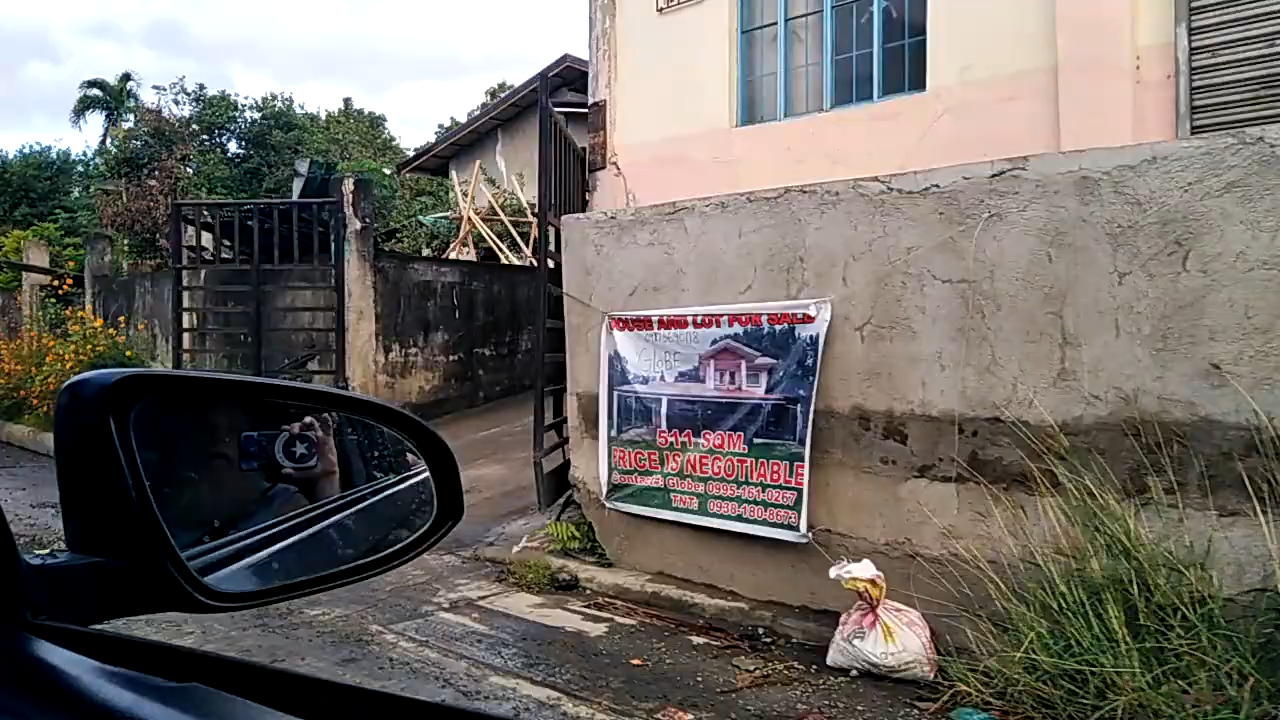 HOUSE AND LOT FOR SALE
GLOBE
511 SQM.
PRICE IS NEGOTIABLE
Contact#: Globe: 0995-161-0267
TNT: 0938-180-8673